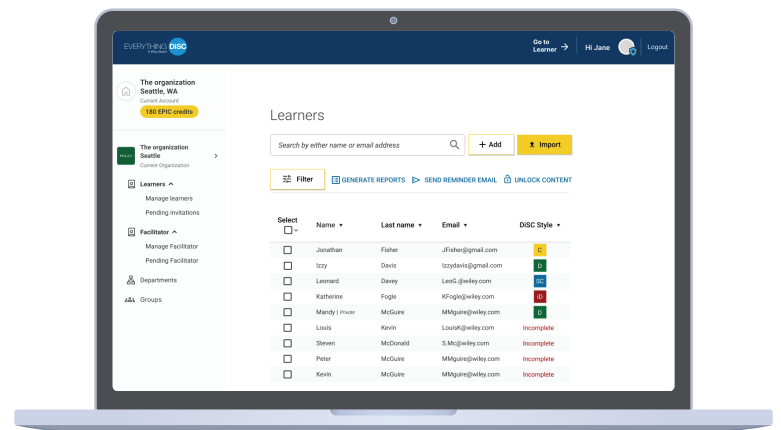 EVERYTHING DiSC
A Wiley Brand
Go to
Learner
Hi Jane
Logout
The organization
Seattle, WA
Current Account
180 EPIC credits
WILEY
The organization
Seattle
Current Organization
Learners
Manage learners
Pending invitations
Facilitator
Manage Facilitator
Pending Facilitator
Departments
Groups
Learners
Search by either name or email address
+ Add
Import
Filter
GENERATE REPORTS
SEND REMINDER EMAIL
UNLOCK CONTENT
Select Name Last name Email DiSC Style
Jonathan Fisher JFisher@gmail.com C
Izzy Davis Izzydavis@gmail.com D
Leonard Davey LeoG.@wiley.com SC
Katherine Fogle KFogle@wiley.com iD
Mandy | Private McGuire MMguire@wiley.com D
Louis Kevin LouisK@wiley.com Incomplete
Steven McDonald S.Mc@wiley.com Incomplete
Peter McGuire MMguire@wiley.com Incomplete
Kevin McGuire MMguire@wiley.com Incomplete